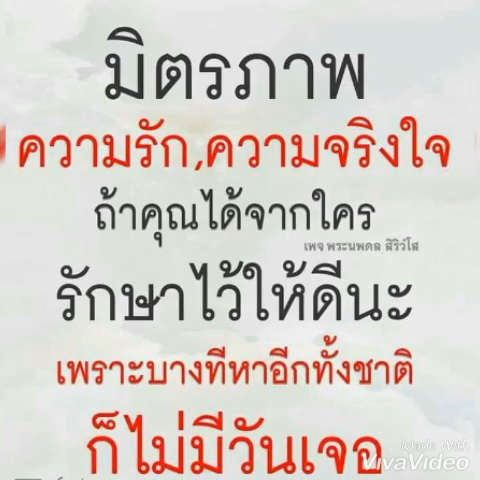 มิตรภาพ
ความรัก,ความจริงใจ
ถ้าคุณได้จากใคร
เพจ พระนพดล สิริวํโส
รักษาไว้ให้ดีนะ
เพราะบางทีหาอีกทั้งชาติ
ก็ไม่มีวันเจอ
Made With
VivaVideo